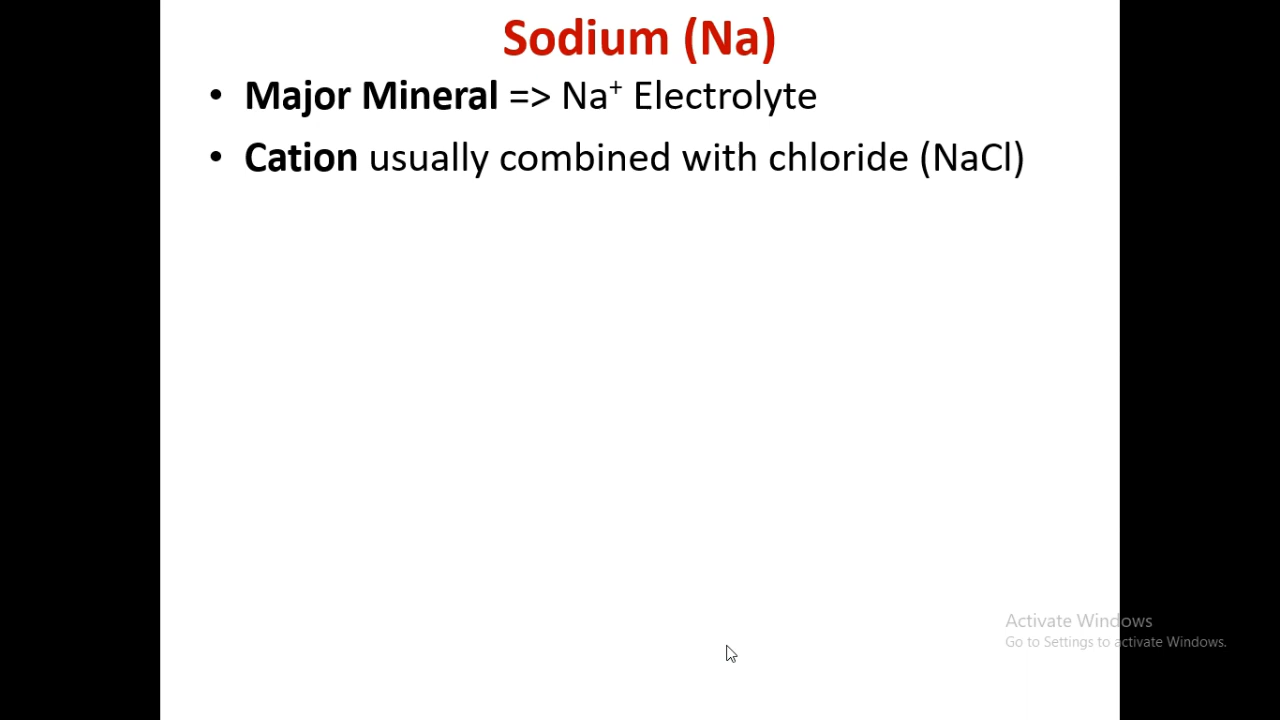 Sodium (Na)
• Major Mineral => Na⁺ Electrolyte
• Cation usually combined with chloride (NaCl)
Activate Windows
Go to Settings to activate Windows.